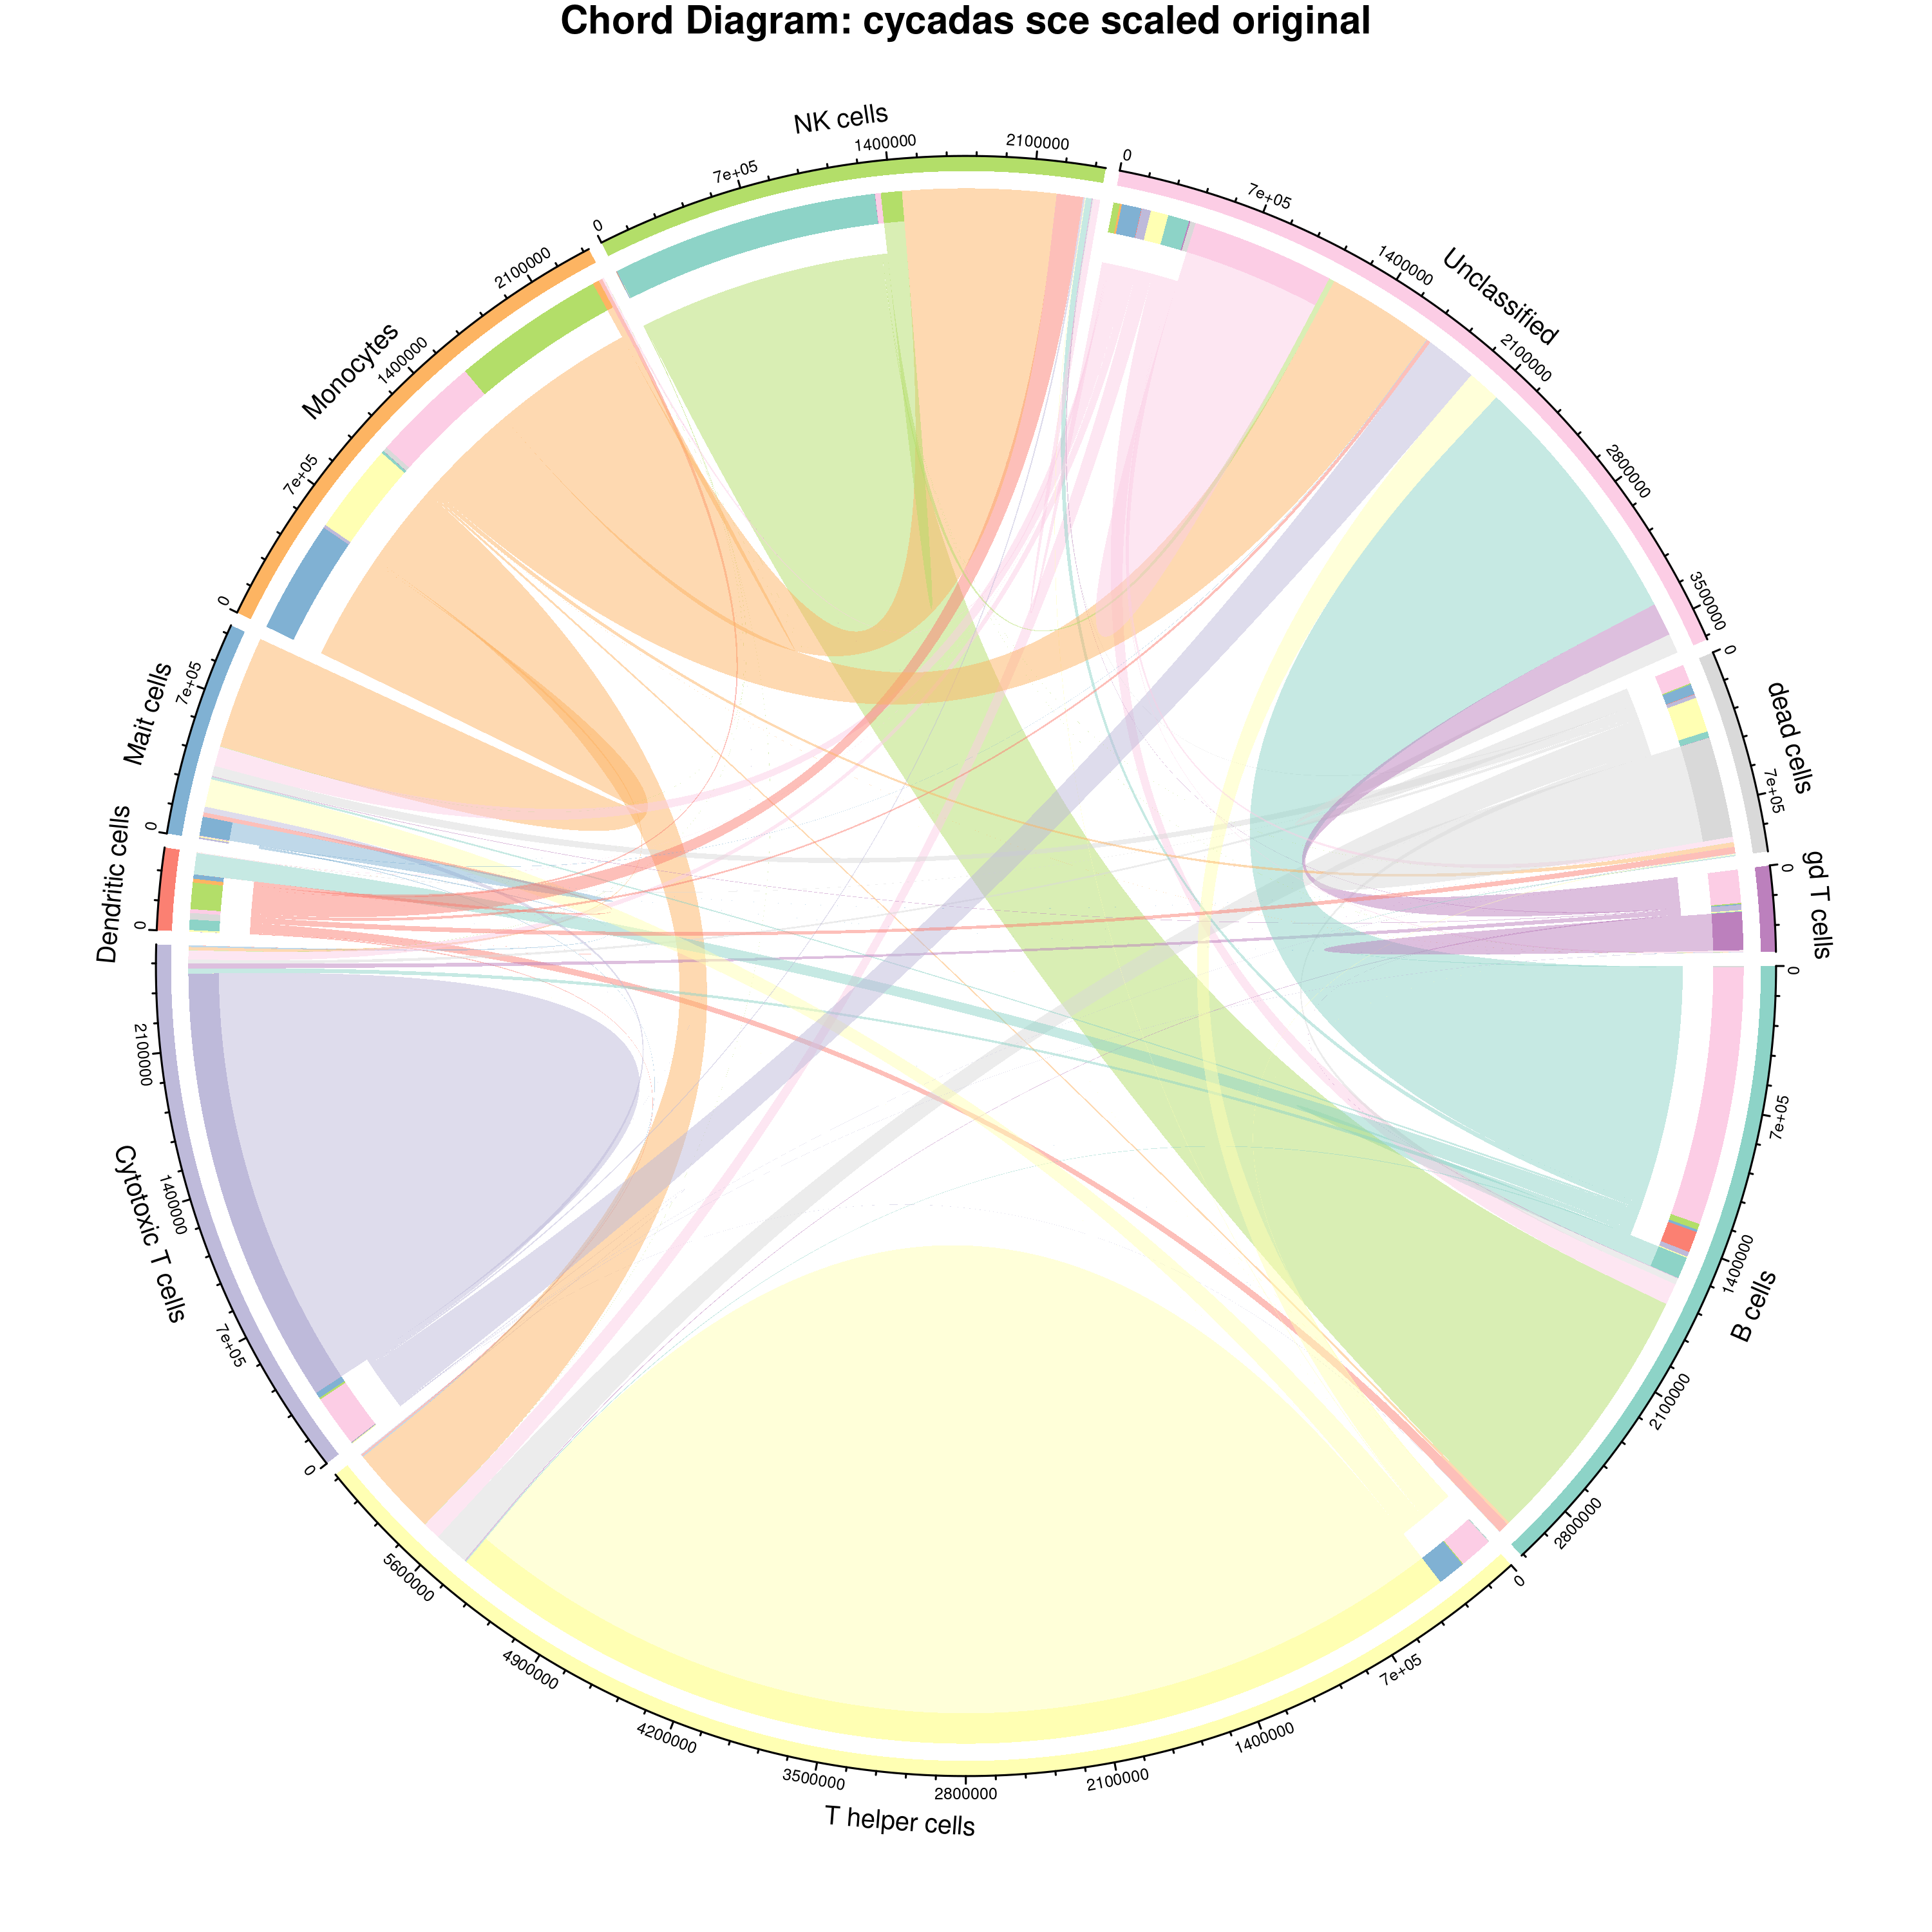 Chord Diagram: cycadas sce scaled original
NK cells
0
7e+05
1400000
2100000
Unclassified
0
7e+05
1400000
2100000
2800000
3500000
dead cells
0
7e+05
gd T cells
0
B cells
0
7e+05
1400000
2100000
2800000
T helper cells
0
7e+05
1400000
2100000
2800000
3500000
4200000
4900000
5600000
Cytotoxic T cells
0
7e+05
1400000
2100000
Dendritic cells
0
Mait cells
0
7e+05
Monocytes
0
7e+05
1400000
2100000